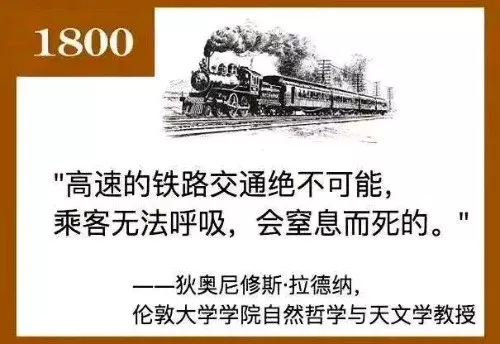 1800
"高速的铁路交通绝不可能，
乘客无法呼吸，会窒息而死的。"
——狄奥尼修斯·拉德纳，
伦敦大学学院自然哲学与天文学教授